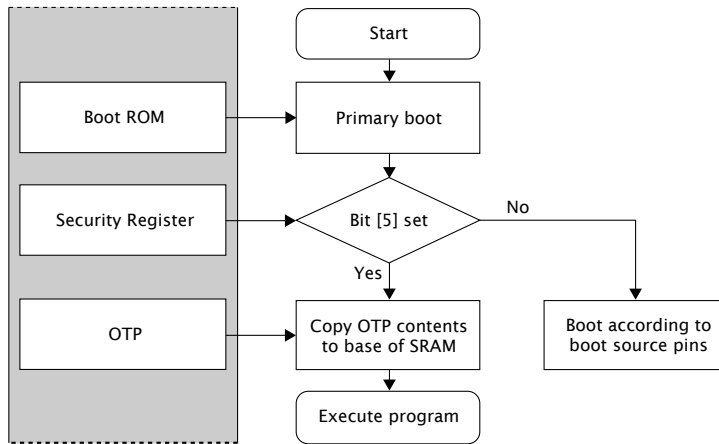 Start
Boot ROM
Primary boot
Security Register
Bit [5] set
No
Yes
OTP
Copy OTP contents
to base of SRAM
Boot according to
boot source pins
Execute program